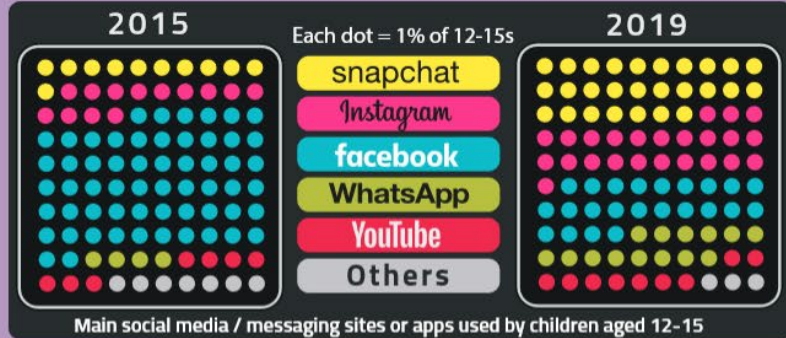 2015
Each dot = 1% of 12-15s
2019
snapchat
Instagram
facebook
WhatsApp
YouTube
Others
Main social media / messaging sites or apps used by children aged 12-15